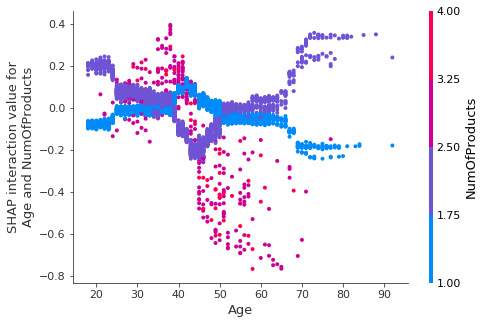 0.4
0.2
0.0
−0.2
−0.4
−0.6
−0.8
SHAP interaction value for
Age and NumOfProducts
20 30 40 50 60 70 80 90
Age
4.00
3.25
2.50
1.75
1.00
NumOfProducts